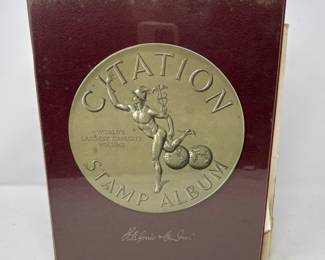 CITATION
WORLD'S
LARGEST CAPACITY
VOLUME
STAMP ALBUM